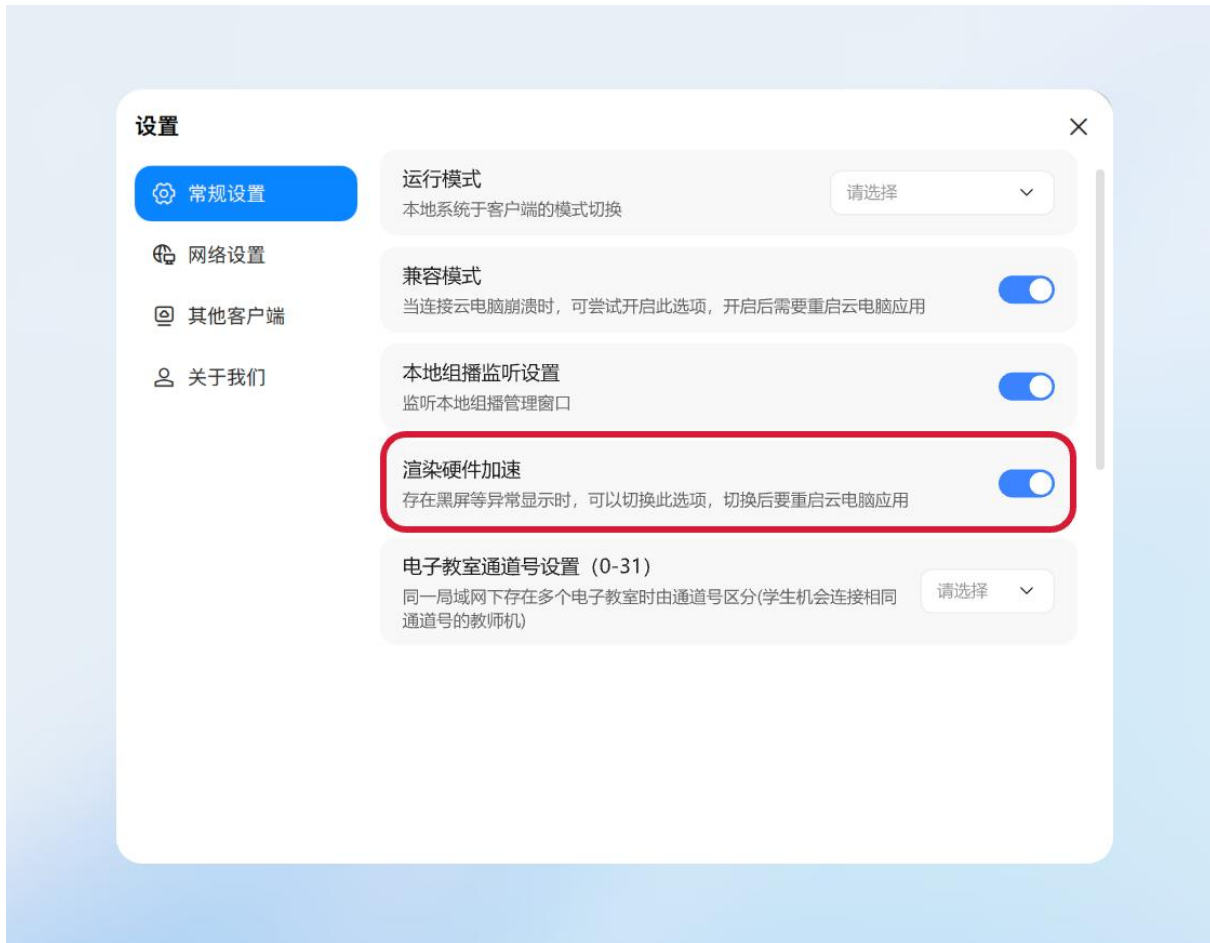 设置
常规设置
网络设置
其他客户端
关于我们
运行模式
本地系统于客户端的模式切换
请选择
兼容模式
当连接云电脑崩溃时，可尝试开启此选项，开启后需要重启云电脑应用
本地组播监听设置
监听本地组播管理窗口
渲染硬件加速
存在黑屏等异常显示时，可以切换此选项，切换后要重启云电脑应用
电子教室通道号设置（0-31）
同一局域网下存在多个电子教室时由通道号区分(学生机会连接相同
通道号的教师机)
请选择